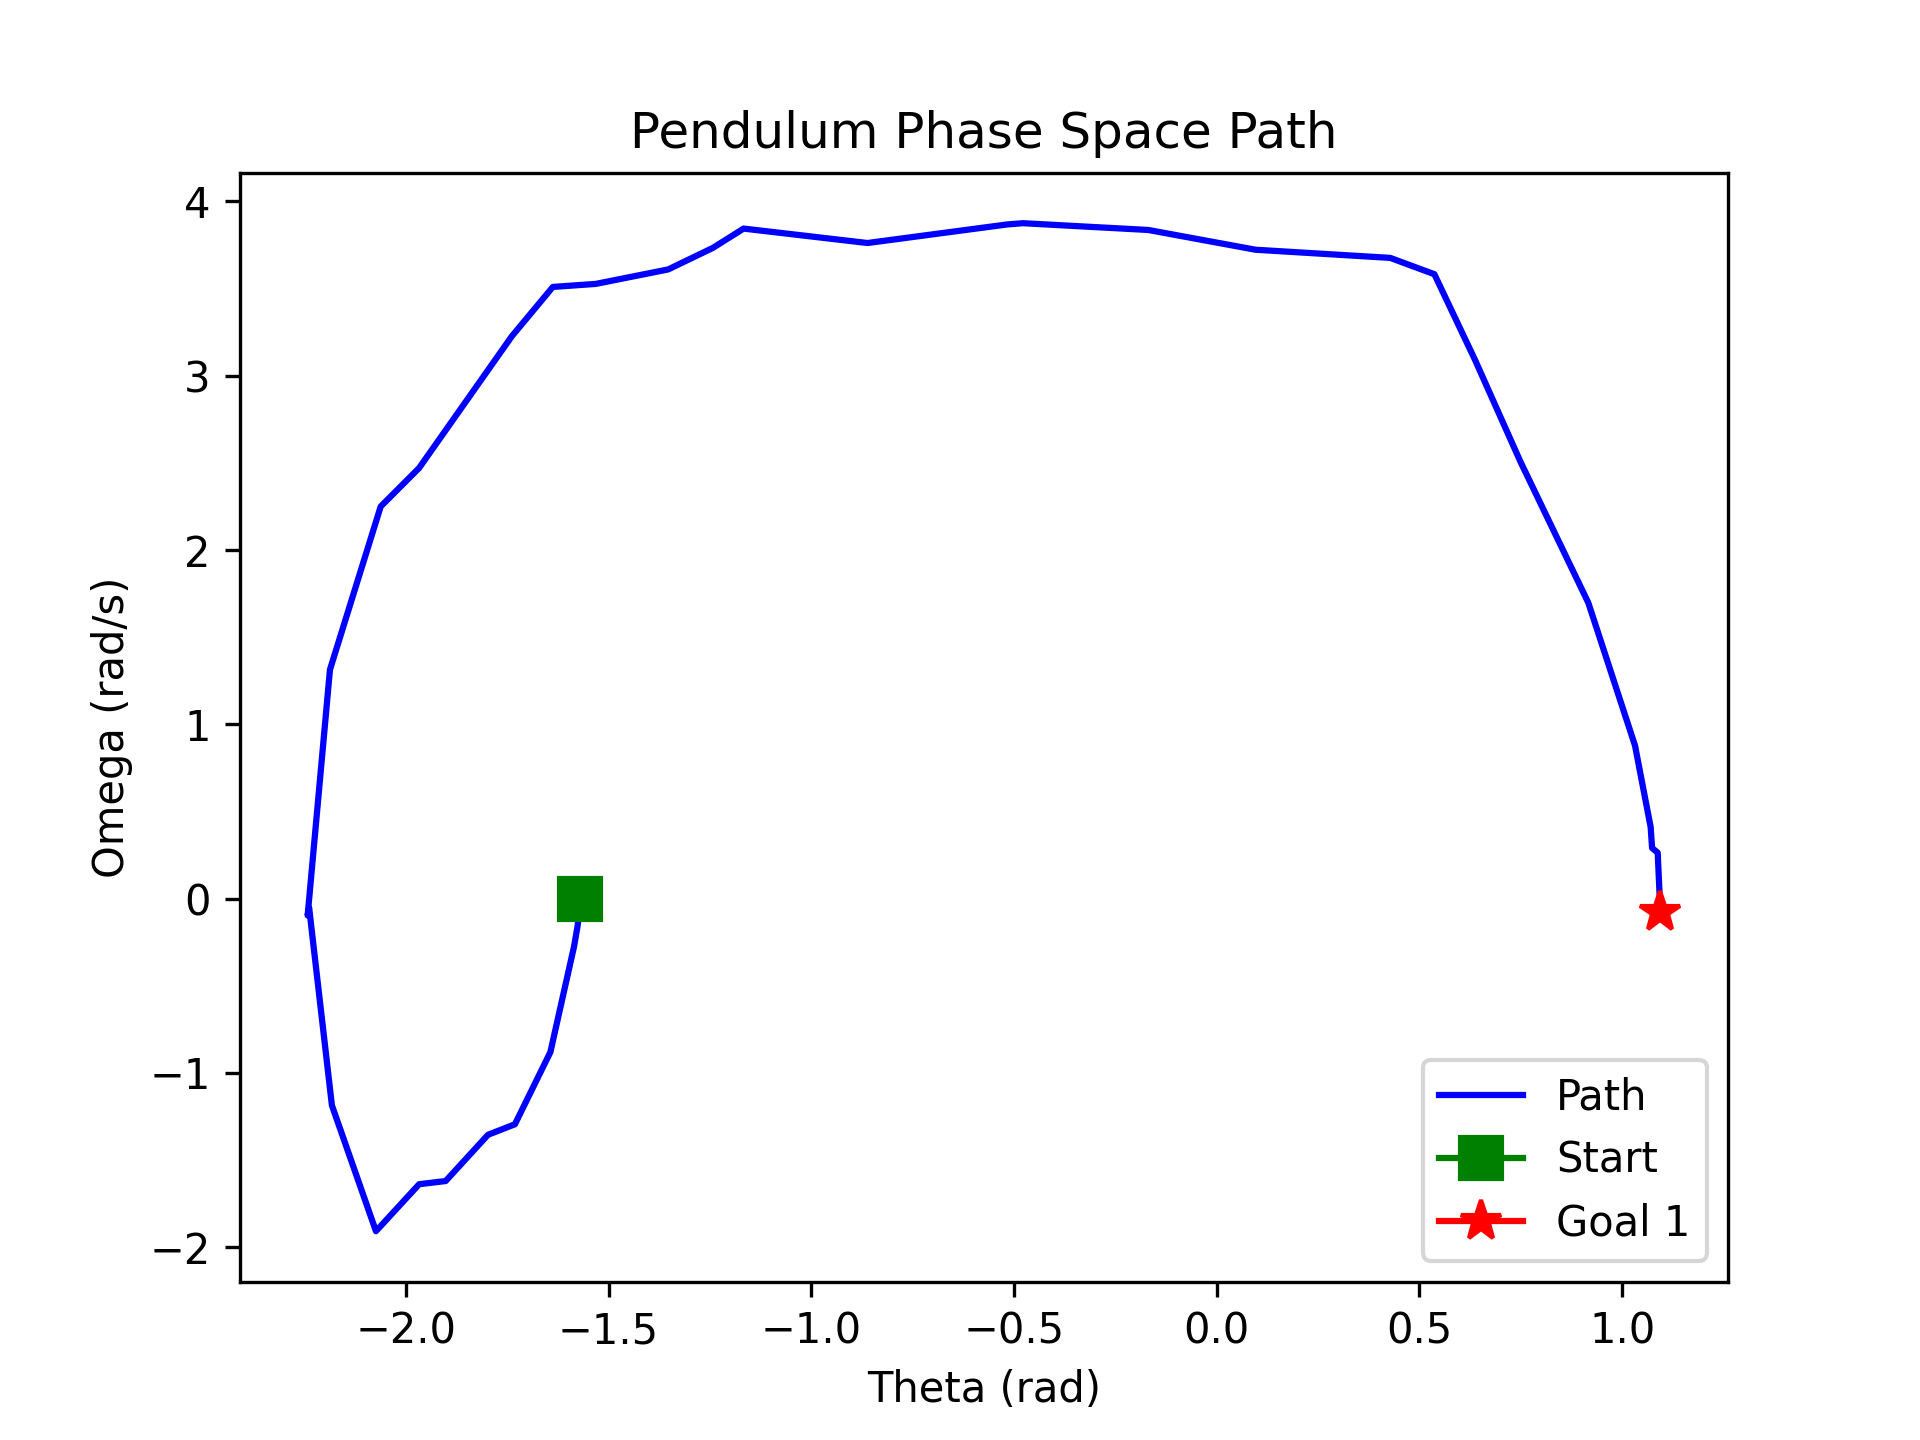 Pendulum Phase Space Path
4
3
2
1
0
−1
−2
Omega (rad/s)
−2.0 −1.5 −1.0 −0.5 0.0 0.5 1.0
Theta (rad)
Path
Start
Goal 1